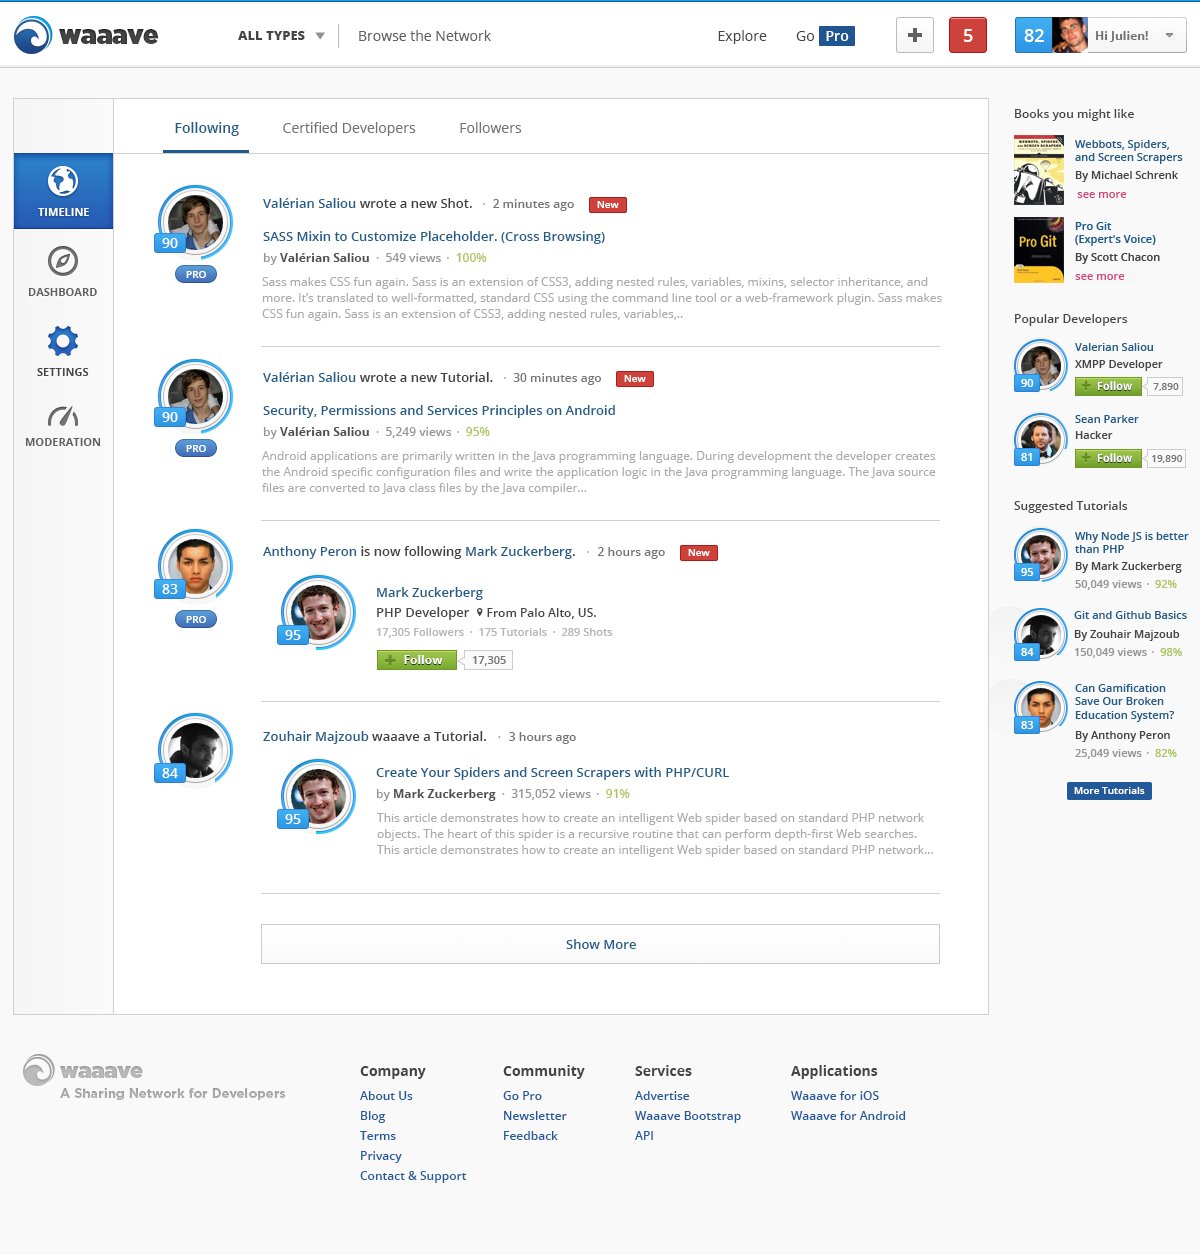 waaave
ALL TYPES
Browse the Network
Explore
Go Pro
5
82
Hi Julien!
TIMELINE
DASHBOARD
SETTINGS
MODERATION
Following
Certified Developers
Followers
90
PRO
Valérian Saliou wrote a new Shot. · 2 minutes ago New
SASS Mixin to Customize Placeholder. (Cross Browsing)
by Valérian Saliou · 549 views · 100%
Sass makes CSS fun again. Sass is an extension of CSS3, adding nested rules, variables, mixins, selector inheritance, and
more. It's translated to well-formatted, standard CSS using the command line tool or a web-framework plugin. Sass makes
CSS fun again. Sass is an extension of CSS3, adding nested rules, variables,..
90
PRO
Valérian Saliou wrote a new Tutorial. · 30 minutes ago New
Security, Permissions and Services Principles on Android
by Valérian Saliou · 5,249 views · 95%
Android applications are primarily written in the Java programming language. During development the developer creates
the Android specific configuration files and write the application logic in the Java programming language. The Java source
files are converted to Java class files by the Java compiler...
83
PRO
Anthony Peron is now following Mark Zuckerberg. · 2 hours ago New
95
Mark Zuckerberg
PHP Developer From Palo Alto, US.
17,305 Followers · 175 Tutorials · 289 Shots
Follow 17,305
84
Zouhair Majzoub waaave a Tutorial. · 3 hours ago
95
Create Your Spiders and Screen Scrapers with PHP/CURL
by Mark Zuckerberg · 315,052 views · 91%
This article demonstrates how to create an intelligent Web spider based on standard PHP network
objects. The heart of this spider is a recursive routine that can perform depth-first Web searches.
This article demonstrates how to create an intelligent Web spider based on standard PHP network...
Show More
Books you might like
WEBBOTS, SPIDERS,
AND SCREEN SCRAPERS
Webbots, Spiders,
and Screen Scrapers
By Michael Schrenk
see more
Pro Git
Pro Git
(Expert's Voice)
By Scott Chacon
see more
Popular Developers
90
Valerian Saliou
XMPP Developer
Follow 7,890
81
Sean Parker
Hacker
Follow 19,890
Suggested Tutorials
95
Why Node JS is better
than PHP
By Mark Zuckerberg
50,049 views · 92%
84
Git and Github Basics
By Zouhair Majzoub
150,049 views · 98%
83
Can Gamification
Save Our Broken
Education System?
By Anthony Peron
25,049 views · 82%
More Tutorials
waaave
A Sharing Network for Developers
Company
About Us
Blog
Terms
Privacy
Contact & Support
Community
Go Pro
Newsletter
Feedback
Services
Advertise
Waaave Bootstrap
API
Applications
Waaave for iOS
Waaave for Android